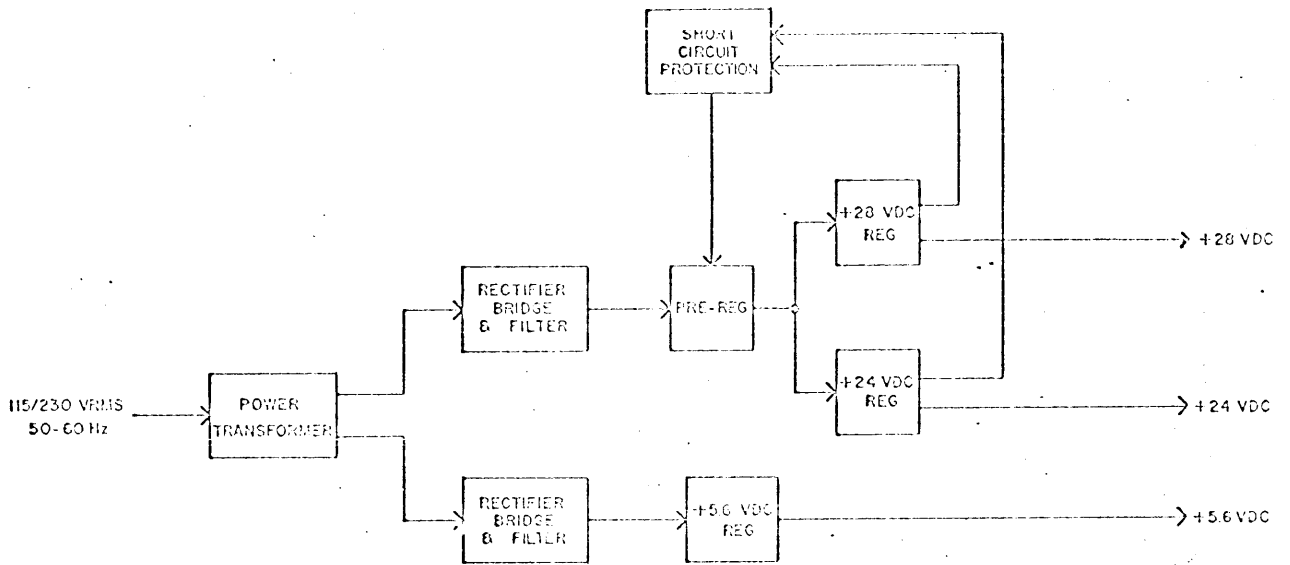 SHORT
CIRCUIT
PROTECTION
+28 VDC
REG
+28 VDC
RECTIFIER
BRIDGE
& FILTER
PRE-REG
+24 VDC
REG
+24 VDC
115/230 VRMS
50-60 Hz
POWER
TRANSFORMER
RECTIFIER
BRIDGE
& FILTER
+5.6 VDC
REG
+5.6 VDC